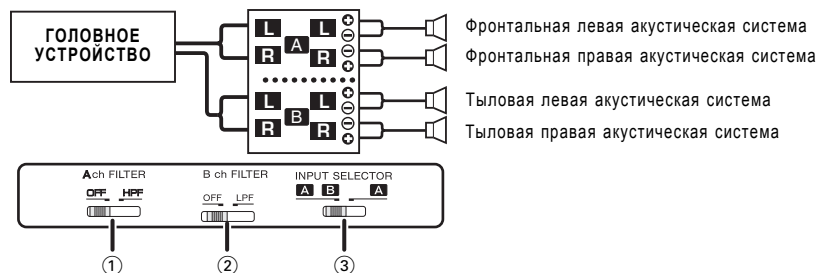 ГОЛОВНОЕ
УСТРОЙСТВО
L L
A
R R
L L
B
R R
Фронтальная левая акустическая система
Фронтальная правая акустическая система
Тыловая левая акустическая система
Тыловая правая акустическая система
A ch FILTER
OFF HPF
B ch FILTER
OFF LPF
INPUT SELECTOR
A B A
① ② ③